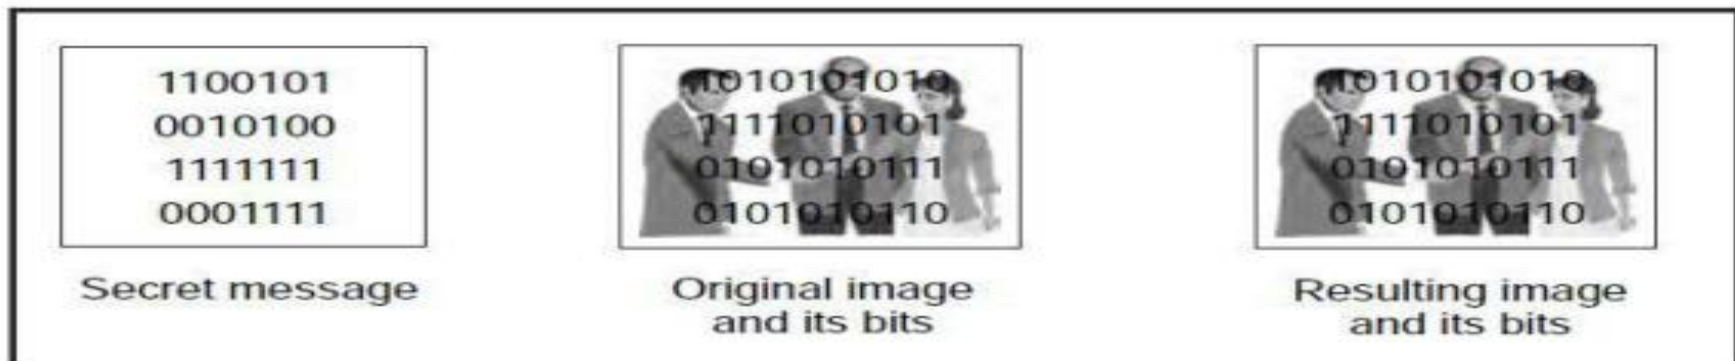 1100101
0010100
1111111
0001111
Secret message
1010101010
1111010101
0101010111
0101010110
Original image
and its bits
1010101010
1111010101
0101010111
0101010110
Resulting image
and its bits